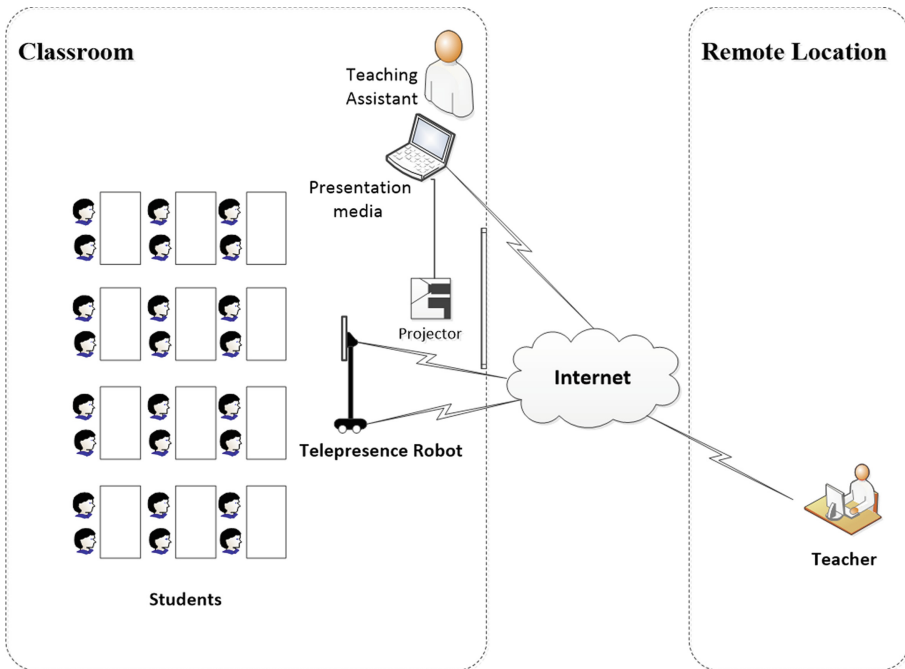 Classroom
Remote Location
Teaching
Assistant
Presentation
media
Projector
Internet
Telepresence Robot
Teacher
Students